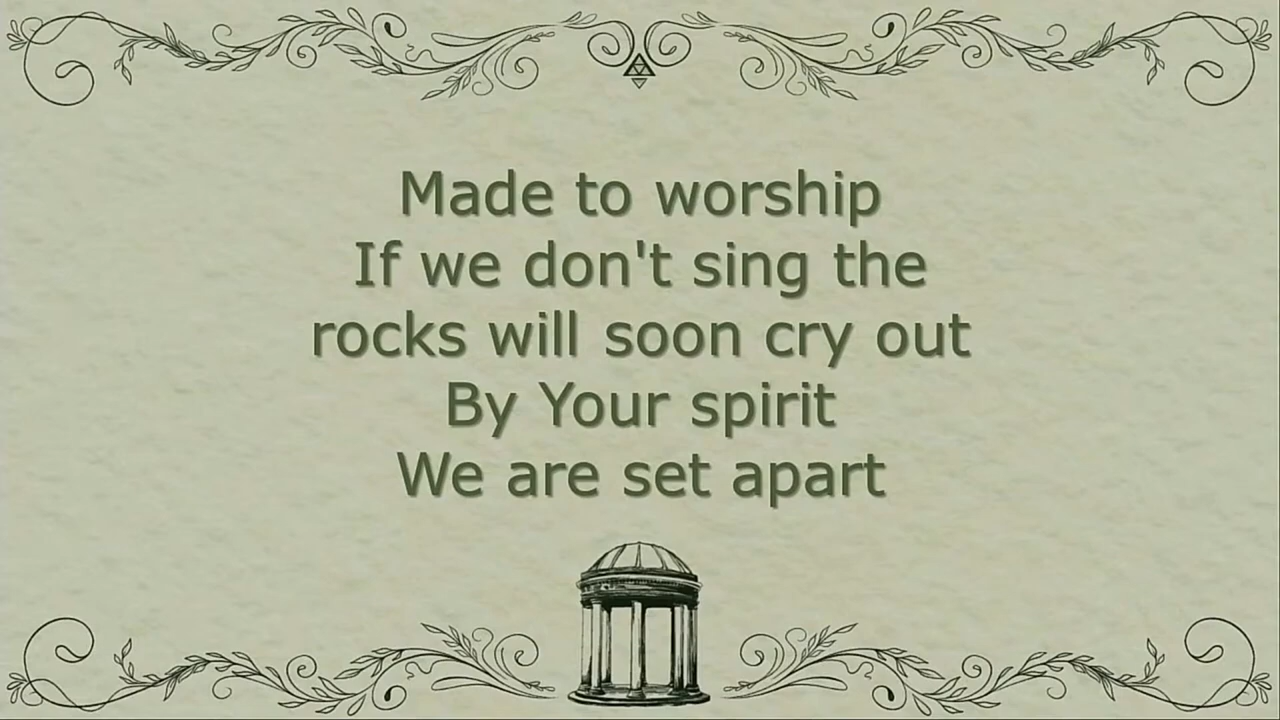 Made to worship
If we don't sing the
rocks will soon cry out
By Your spirit
We are set apart